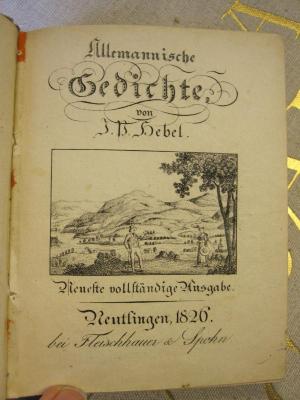 Allemannische
Gedichte,
von
J. P. Hebel.
Neueste vollständige Ausgabe.
Reutlingen, 1826.
bei Fleischhauer & Spohn